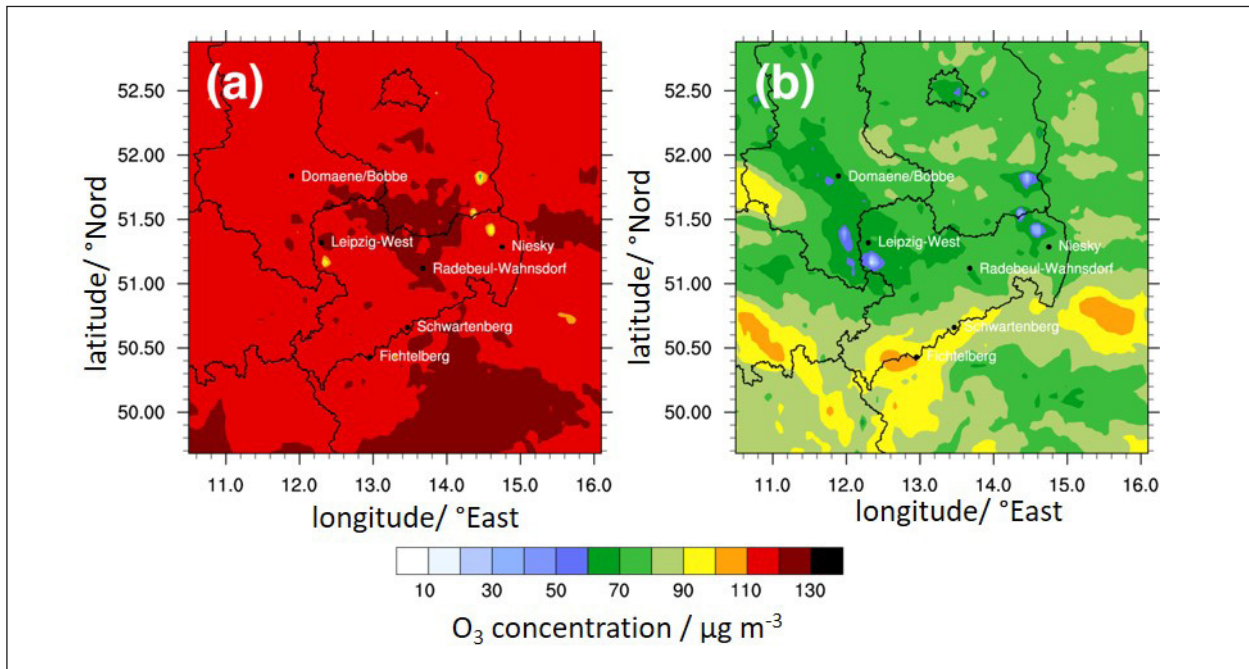 (a)
(b)
latitude/ °Nord
52.50
52.00
51.50
51.00
50.50
50.00
Domaene/Bobbe
Leipzig-West
Niesky
Radebeul-Wahnsdorf
Schwartenberg
Fichtelberg
11.0 12.0 13.0 14.0 15.0 16.0
longitude/ °East
latitude/ °Nord
52.50
52.00
51.50
51.00
50.50
50.00
Domaene/Bobbe
Leipzig-West
Niesky
Radebeul-Wahnsdorf
Schwartenberg
Fichtelberg
11.0 12.0 13.0 14.0 15.0 16.0
longitude/ °East
10 30 50 70 90 110 130
O₃ concentration / µg m⁻³